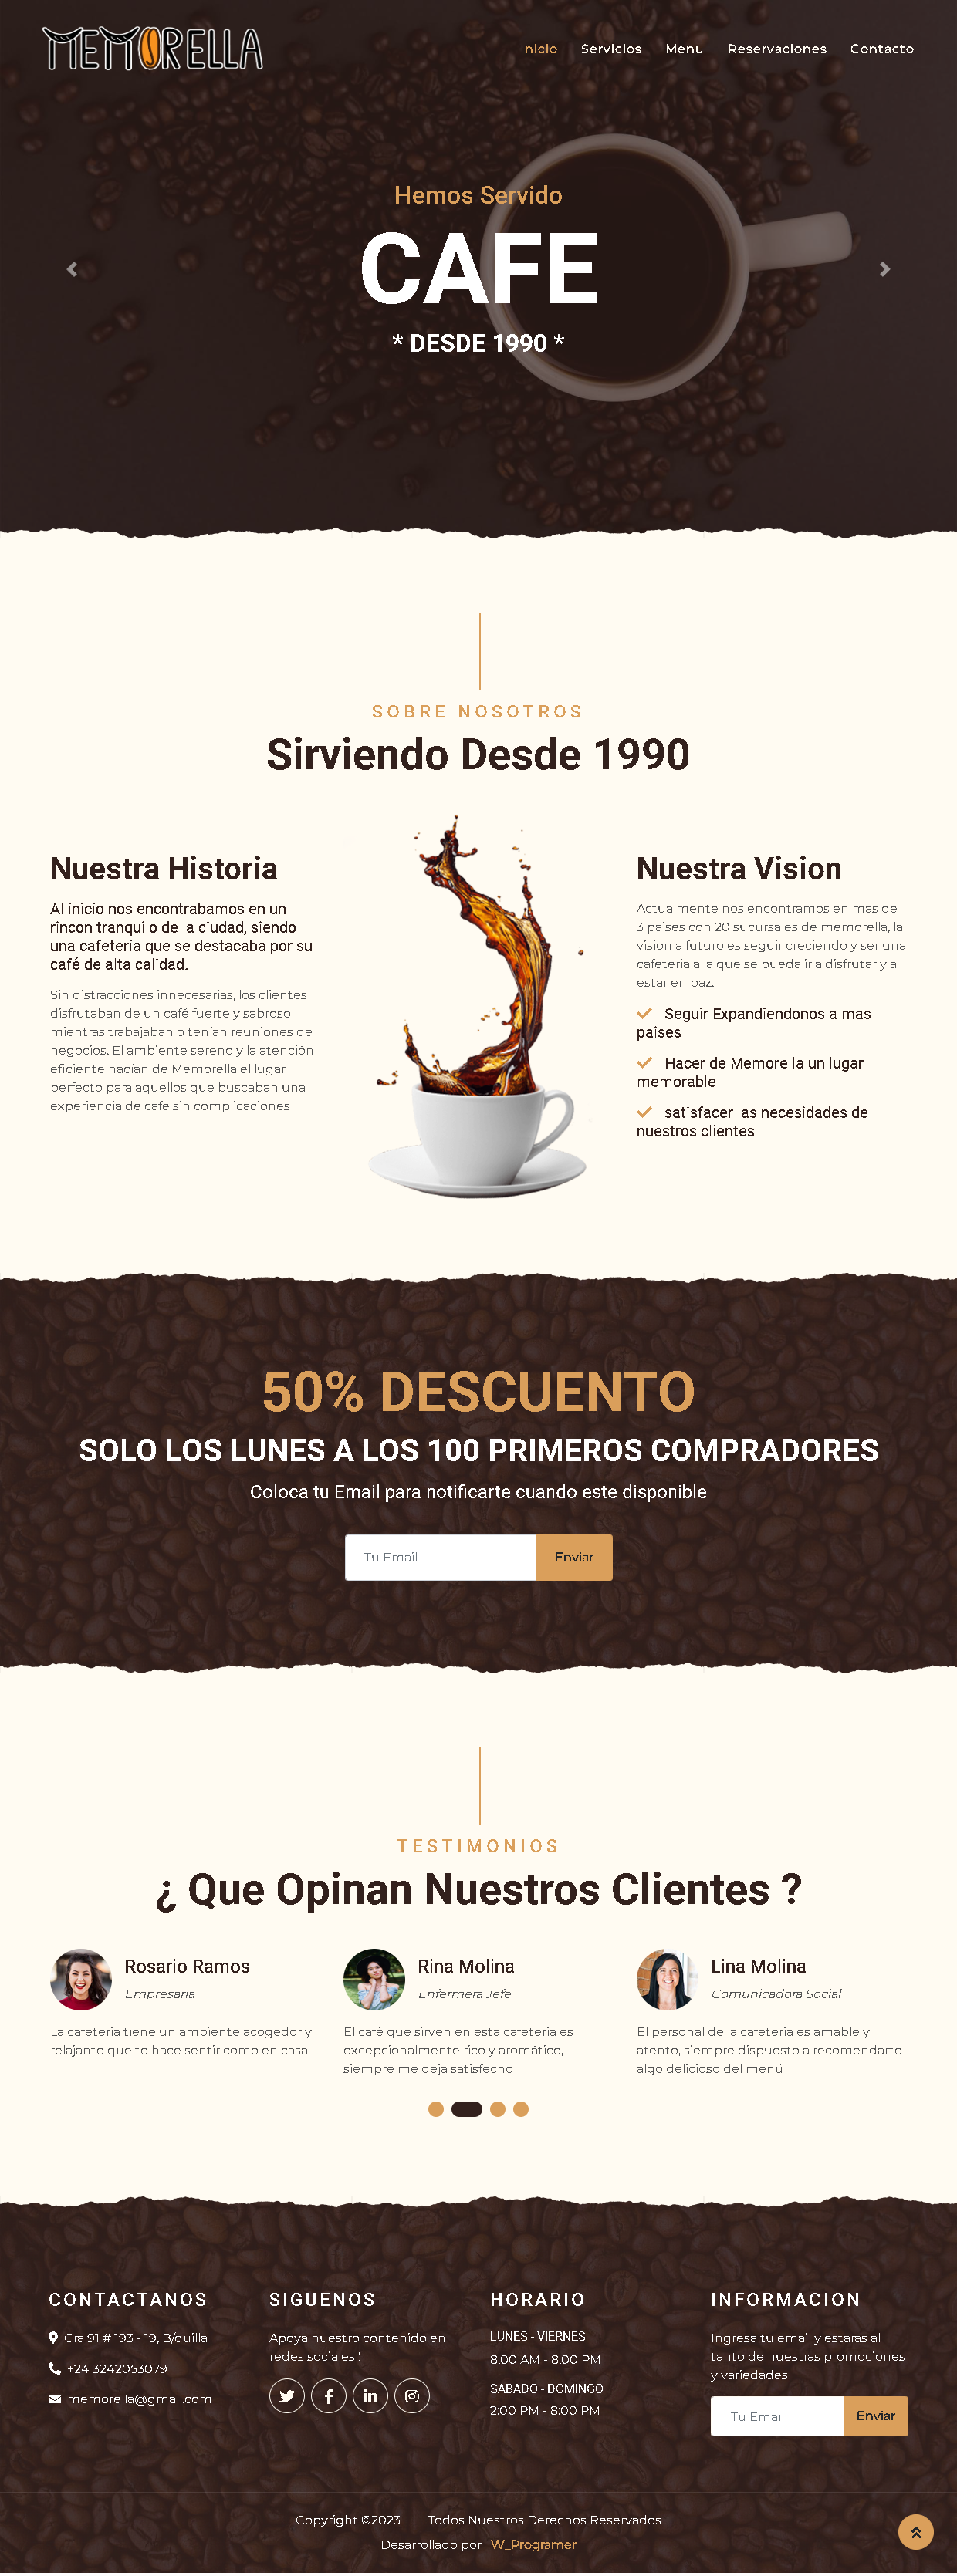 MEMORELLA
Inicio Servicios Menu Reservaciones Contacto
Hemos Servido
CAFE
* DESDE 1990 *
SOBRE NOSOTROS
Sirviendo Desde 1990
Nuestra Historia
Al inicio nos encontrabamos en un
rincon tranquilo de la ciudad, siendo
una cafeteria que se destacaba por su
café de alta calidad.
Sin distracciones innecesarias, los clientes
disfrutaban de un café fuerte y sabroso
mientras trabajaban o tenían reuniones de
negocios. El ambiente sereno y la atención
eficiente hacían de Memorella el lugar
perfecto para aquellos que buscaban una
experiencia de café sin complicaciones
Nuestra Vision
Actualmente nos encontramos en mas de
3 paises con 20 sucursales de memorella, la
vision a futuro es seguir creciendo y ser una
cafeteria a la que se pueda ir a disfrutar y a
estar en paz.
Seguir Expandiendonos a mas
paises
Hacer de Memorella un lugar
memorable
satisfacer las necesidades de
nuestros clientes
50% DESCUENTO
SOLO LOS LUNES A LOS 100 PRIMEROS COMPRADORES
Coloca tu Email para notificarte cuando este disponible
Tu Email Enviar
TESTIMONIOS
¿ Que Opinan Nuestros Clientes ?
Rosario Ramos
Empresaria
La cafetería tiene un ambiente acogedor y
relajante que te hace sentir como en casa
Rina Molina
Enfermera Jefe
El café que sirven en esta cafetería es
excepcionalmente rico y aromático,
siempre me deja satisfecho
Lina Molina
Comunicadora Social
El personal de la cafetería es amable y
atento, siempre dispuesto a recomendarte
algo delicioso del menú
CONTACTANOS
Cra 91 # 193 - 19, B/quilla
+24 3242053079
memorella@gmail.com
SIGUENOS
Apoya nuestro contenido en
redes sociales !
HORARIO
LUNES - VIERNES
8:00 AM - 8:00 PM
SABADO - DOMINGO
2:00 PM - 8:00 PM
INFORMACION
Ingresa tu email y estaras al
tanto de nuestras promociones
y variedades
Tu Email Enviar
Copyright ©2023 Todos Nuestros Derechos Reservados
Desarrollado por W_Programer